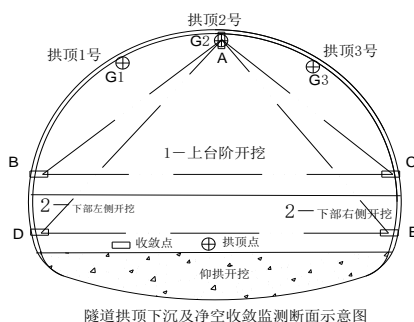 拱顶2号
拱顶1号
G2
拱顶3号
G1
A
G3
1-上台阶开挖
B
C
2-下部左侧开挖
2-下部右侧开挖
D
E
收敛点
拱顶点
仰拱开挖
隧道拱顶下沉及净空收敛监测断面示意图